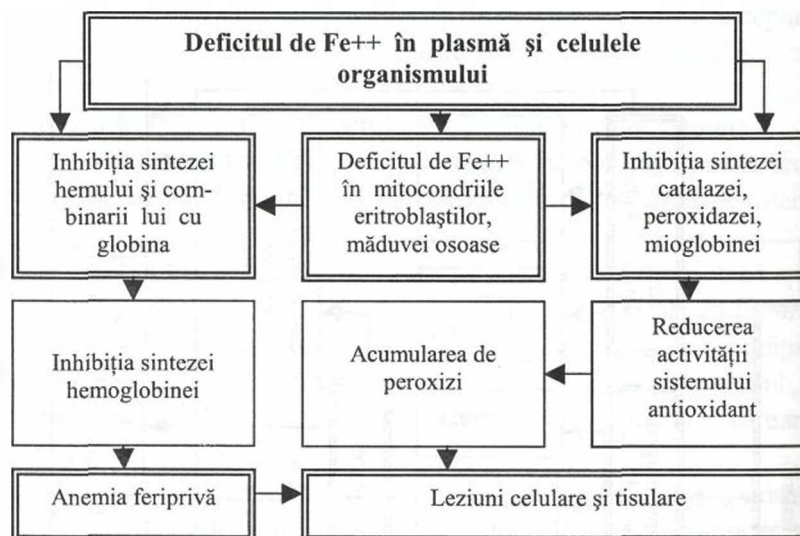 Deficitul de Fe++ în plasmă şi celulele
organismului
Inhibiţia sintezei
hemului şi com-
binarii lui cu
globina
Deficitul de Fe++
în mitocondriile
eritroblaştilor,
măduvei osoase
Inhibiţia sintezei
catalazei,
peroxidazei,
mioglobinei
Inhibiţia sintezei
hemoglobinei
Acumularea de
peroxizi
Reducerea
activităţii
sistemului
antioxidant
Anemia feriprivă
Leziuni celulare şi tisulare